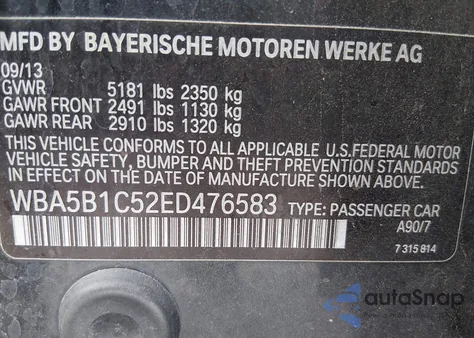 MFD BY BAYERISCHE MOTOREN WERKE AG
09/13
GVWR 5181 lbs 2350 kg
GAWR FRONT 2491 lbs 1130 kg
GAWR REAR 2910 lbs 1320 kg
THIS VEHICLE CONFORMS TO ALL APPLICABLE U.S.FEDERAL MOTOR
VEHICLE SAFETY, BUMPER AND THEFT PREVENTION STANDARDS
IN EFFECT ON THE DATE OF MANUFACTURE SHOWN ABOVE.
WBA5B1C52ED476583 TYPE: PASSENGER CAR
A90/7
7 315 814
autoSnap